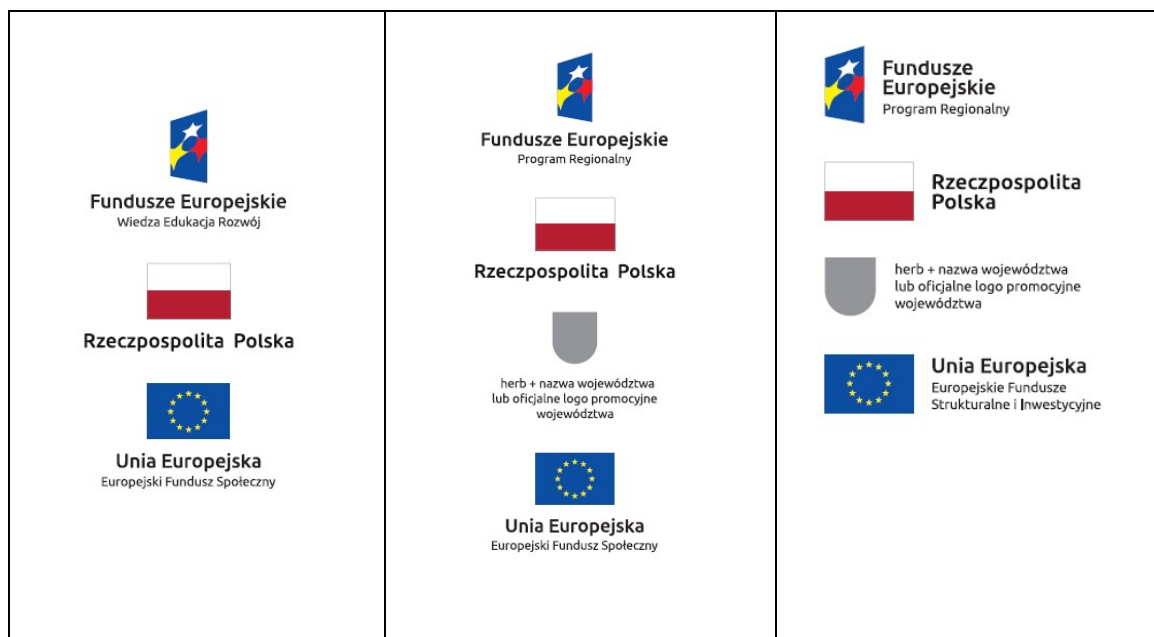 Fundusze Europejskie
Wiedza Edukacja Rozwój
Rzeczpospolita Polska
Unia Europejska
Europejski Fundusz Społeczny
Fundusze Europejskie
Program Regionalny
Rzeczpospolita Polska
herb + nazwa województwa
lub oficjalne logo promocyjne
województwa
Unia Europejska
Europejski Fundusz Społeczny
Fundusze
Europejskie
Program Regionalny
Rzeczpospolita
Polska
herb + nazwa województwa
lub oficjalne logo promocyjne
województwa
Unia Europejska
Europejskie Fundusze
Strukturalne i Inwestycyjne